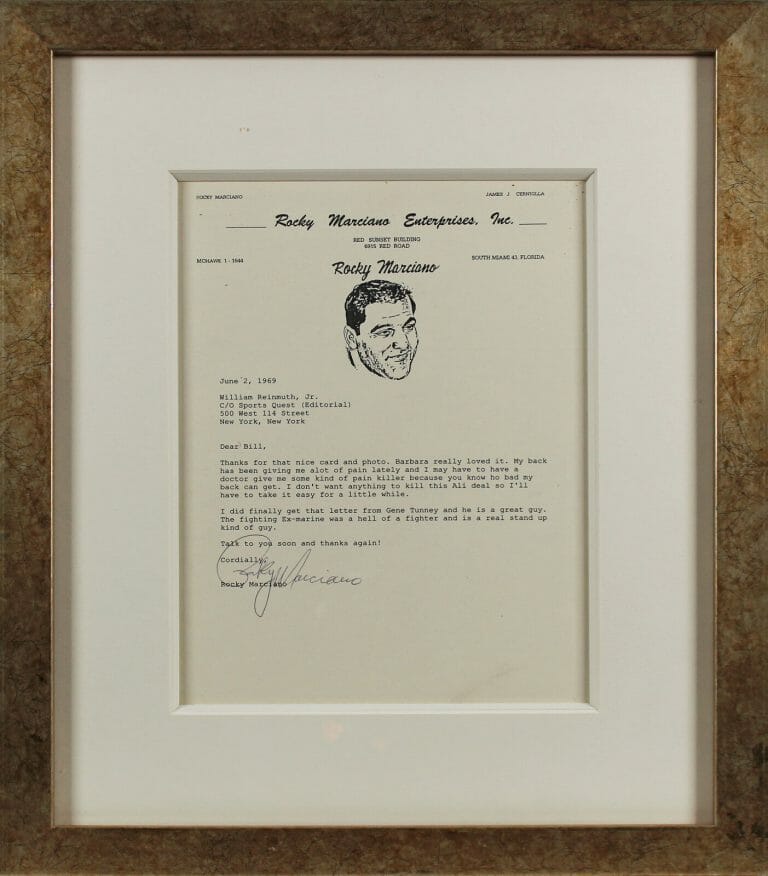 ROCKY MARCIANO
JAMES J. CERNIGLLA
Rocky Marciano Enterprises, Inc.
RED SUNSET BUILDING
6915 RED ROAD
MOHAWK 1-1944
SOUTH MIAMI 43, FLORIDA
Rocky Marciano
June 2, 1969
William Reinmuth, Jr.
C/O Sports Quest (Editorial)
500 West 114 Street
New York, New York
Dear Bill,
Thanks for that nice card and photo. Barbara really loved it. My back
has been giving me alot of pain lately and I may have to have a
doctor give me some kind of pain killer because you know ho bad my
back can get. I don't want anything to kill this Ali deal so I'll
have to take it easy for a little while.
I did finally get that letter from Gene Tunney and he is a great guy.
The fighting Ex-marine was a hell of a fighter and is a real stand up
kind of guy.
Talk to you soon and thanks again!
Cordially,
Rocky Marciano
Rocky Marciano